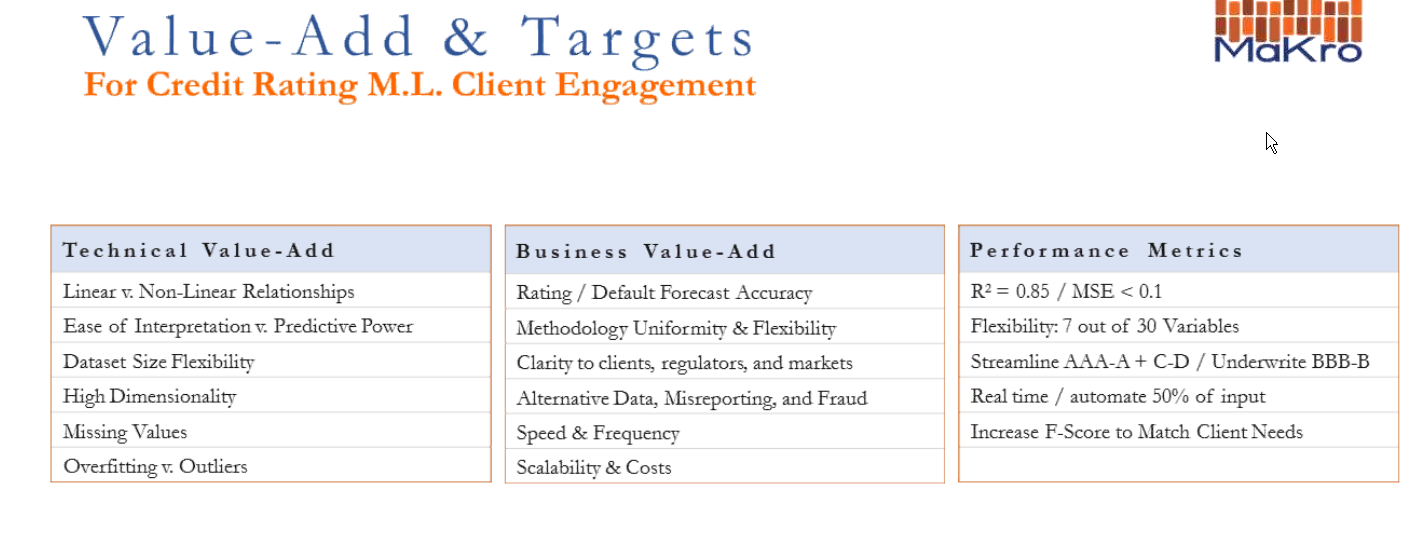 Value-Add & Targets
MaKro
For Credit Rating M.L. Client Engagement
Technical Value-Add
Linear v. Non-Linear Relationships
Ease of Interpretation v. Predictive Power
Dataset Size Flexibility
High Dimensionality
Missing Values
Overfitting v. Outliers
Business Value-Add
Rating / Default Forecast Accuracy
Methodology Uniformity & Flexibility
Clarity to clients, regulators, and markets
Alternative Data, Misreporting, and Fraud
Speed & Frequency
Scalability & Costs
Performance Metrics
R² = 0.85 / MSE < 0.1
Flexibility: 7 out of 30 Variables
Streamline AAA-A + C-D / Underwrite BBB-B
Real time / automate 50% of input
Increase F-Score to Match Client Needs